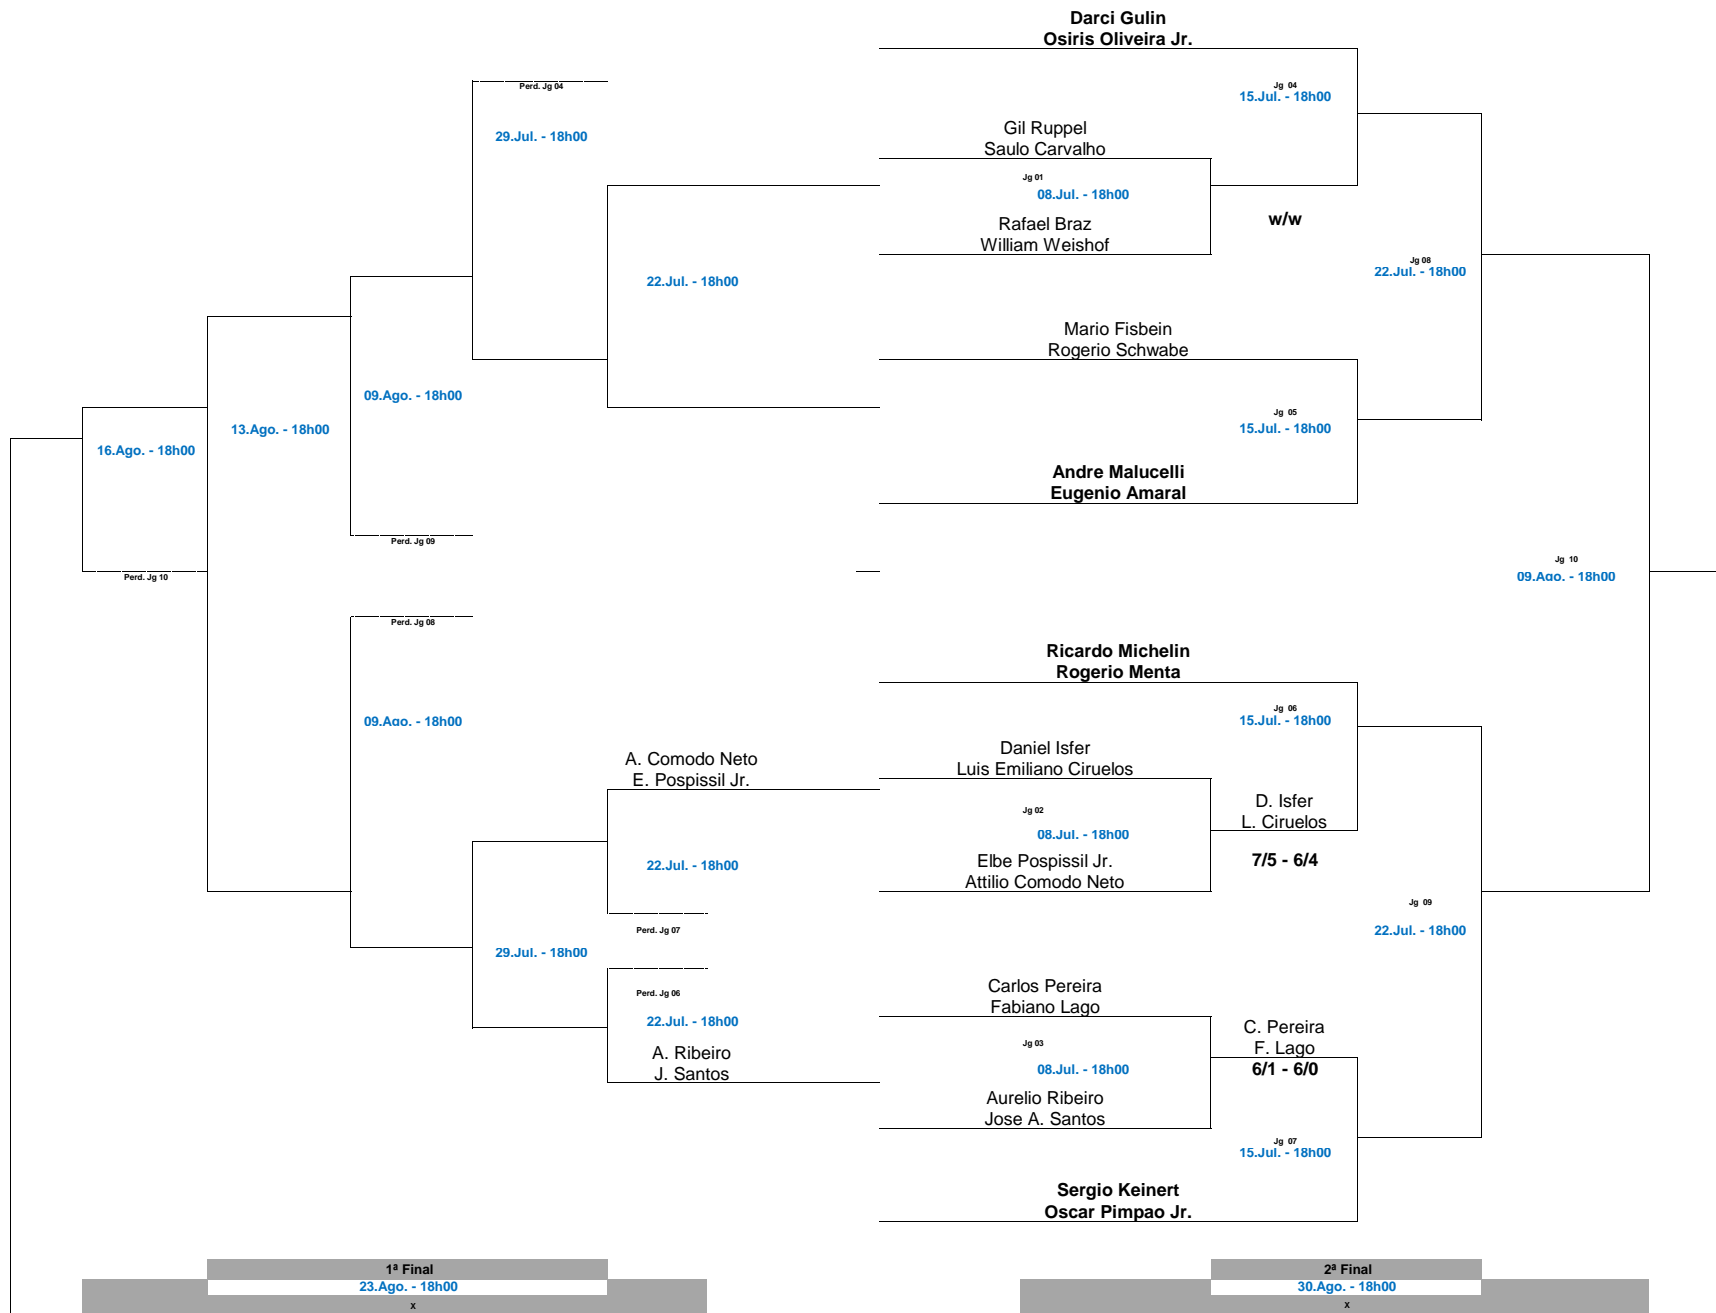 Darci Gulin
Osiris Oliveira Jr.
Perd. Jg 04
Jg 04
15.Jul. - 18h00
29.Jul. - 18h00
Gil Ruppel
Saulo Carvalho
Jg 01
08.Jul. - 18h00
Rafael Braz
William Weishof
w/w
22.Jul. - 18h00
Jg 08
22.Jul. - 18h00
Mario Fisbein
Rogerio Schwabe
09.Ago. - 18h00
Jg 05
15.Jul. - 18h00
13.Ago. - 18h00
16.Ago. - 18h00
Andre Malucelli
Eugenio Amaral
Perd. Jg 09
Perd. Jg 10
Jg 10
09.Ago. - 18h00
Perd. Jg 08
Ricardo Michelin
Rogerio Menta
09.Ago. - 18h00
Jg 06
15.Jul. - 18h00
A. Comodo Neto
E. Pospissil Jr.
Daniel Isfer
Luis Emiliano Ciruelos
Jg 02
08.Jul. - 18h00
D. Isfer
L. Ciruelos
7/5 - 6/4
22.Jul. - 18h00
Elbe Pospissil Jr.
Attilio Comodo Neto
Jg 09
22.Jul. - 18h00
Perd. Jg 07
29.Jul. - 18h00
Perd. Jg 06
22.Jul. - 18h00
A. Ribeiro
J. Santos
Carlos Pereira
Fabiano Lago
Jg 03
08.Jul. - 18h00
C. Pereira
F. Lago
6/1 - 6/0
Aurelio Ribeiro
Jose A. Santos
Jg 07
15.Jul. - 18h00
Sergio Keinert
Oscar Pimpao Jr.
1ª Final
23.Ago. - 18h00
x
2ª Final
30.Ago. - 18h00
x